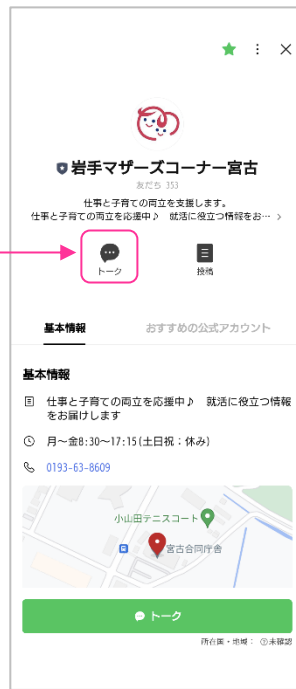 岩手マザーズコーナー宮古
友だち 353
仕事と子育ての両立を支援します。
仕事と子育ての両立を応援中♪ 就活に役立つ情報をお…
トーク
投稿
基本情報
おすすめの公式アカウント
基本情報
仕事と子育ての両立を応援中♪ 就活に役立つ情報
をお届けします
月～金8:30～17:15(土日祝：休み)
0193-63-8609
小山田テニスコート
宮古合同庁舎
トーク
所在国・地域： 未確認